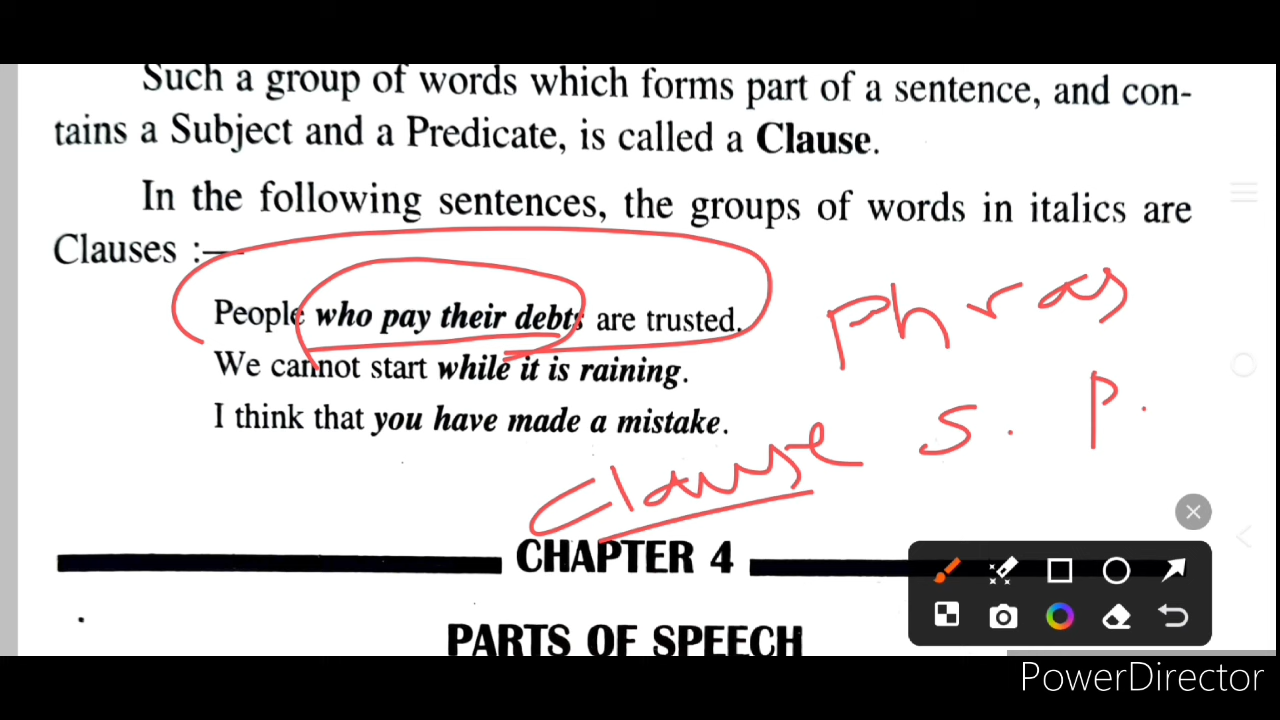 Such a group of words which forms part of a sentence, and con-
tains a Subject and a Predicate, is called a Clause.
In the following sentences, the groups of words in italics are
Clauses :—
People who pay their debts are trusted.
We cannot start while it is raining.
I think that you have made a mistake.
Phras
S. P.
Clause
CHAPTER 4
PARTS OF SPEECH
PowerDirector